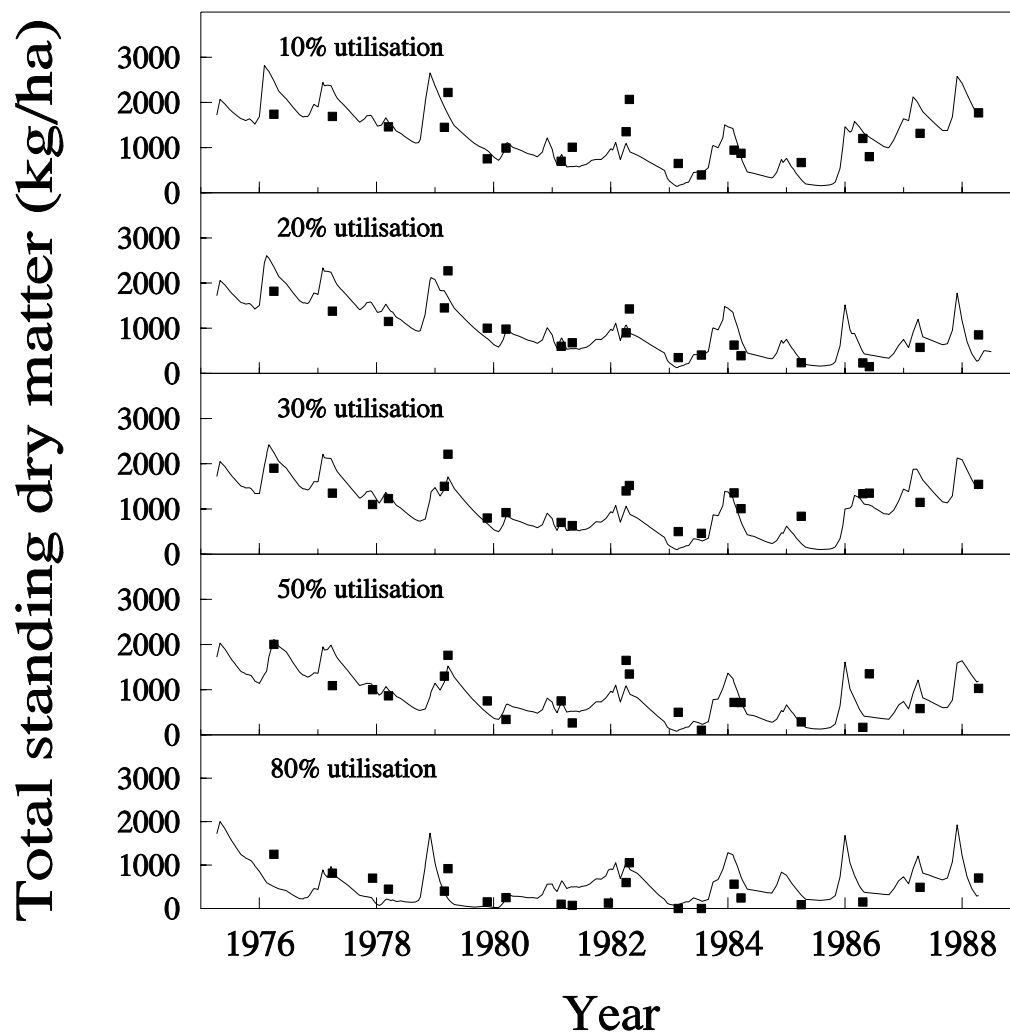 Total standing dry matter (kg/ha)
10% utilisation
3000
2000
1000
0
20% utilisation
3000
2000
1000
0
30% utilisation
3000
2000
1000
0
50% utilisation
3000
2000
1000
0
80% utilisation
3000
2000
1000
0
1976 1978 1980 1982 1984 1986 1988
Year